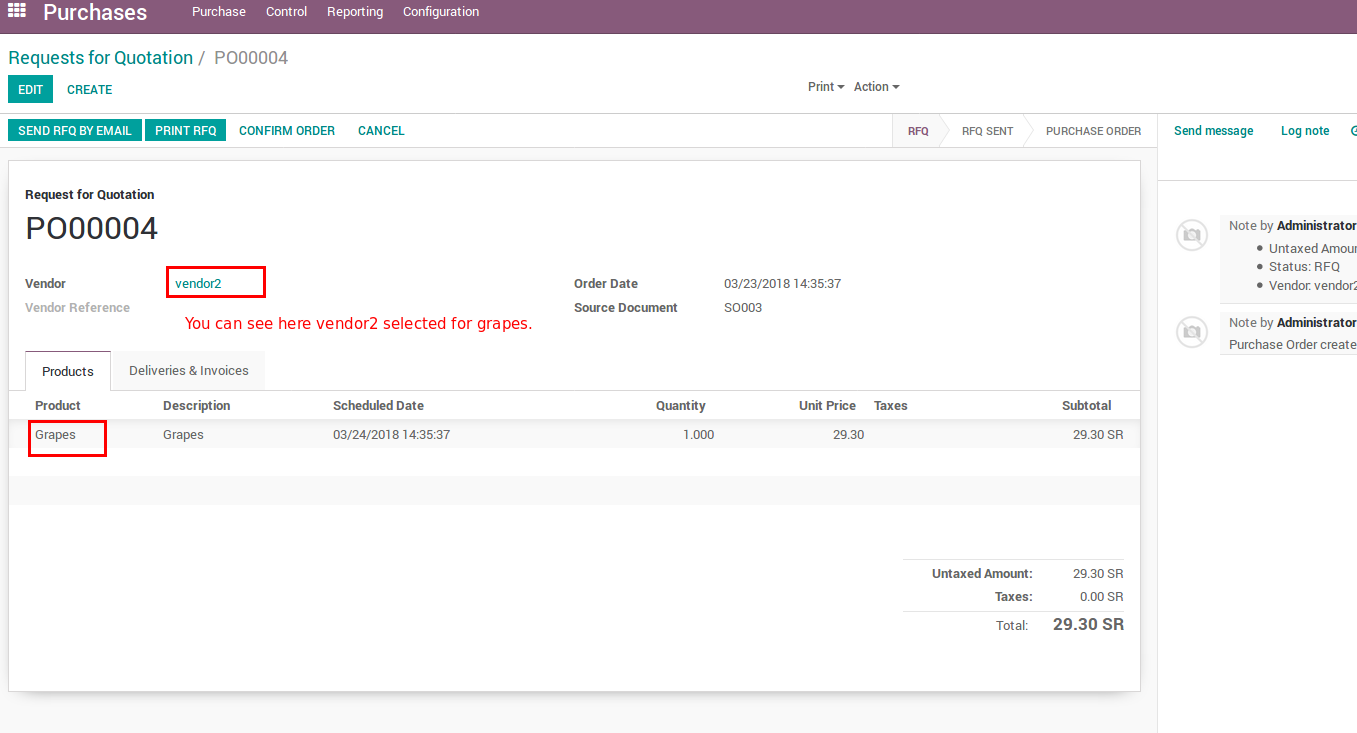 Purchases Purchase Control Reporting Configuration
Requests for Quotation / PO00004
EDIT CREATE Print Action
SEND RFQ BY EMAIL PRINT RFQ CONFIRM ORDER CANCEL RFQ RFQ SENT PURCHASE ORDER Send message Log note
Request for Quotation
PO00004
Vendor vendor2 Order Date 03/23/2018 14:35:37
Vendor Reference Source Document SO003
You can see here vendor2 selected for grapes.
Products Deliveries & Invoices
Product Description Scheduled Date Quantity Unit Price Taxes Subtotal
Grapes Grapes 03/24/2018 14:35:37 1.000 29.30 29.30 SR
Untaxed Amount: 29.30 SR
Taxes: 0.00 SR
Total: 29.30 SR
Note by Administrator
Untaxed Amou
Status: RFQ
Vendor: vendor2
Note by Administrator
Purchase Order create